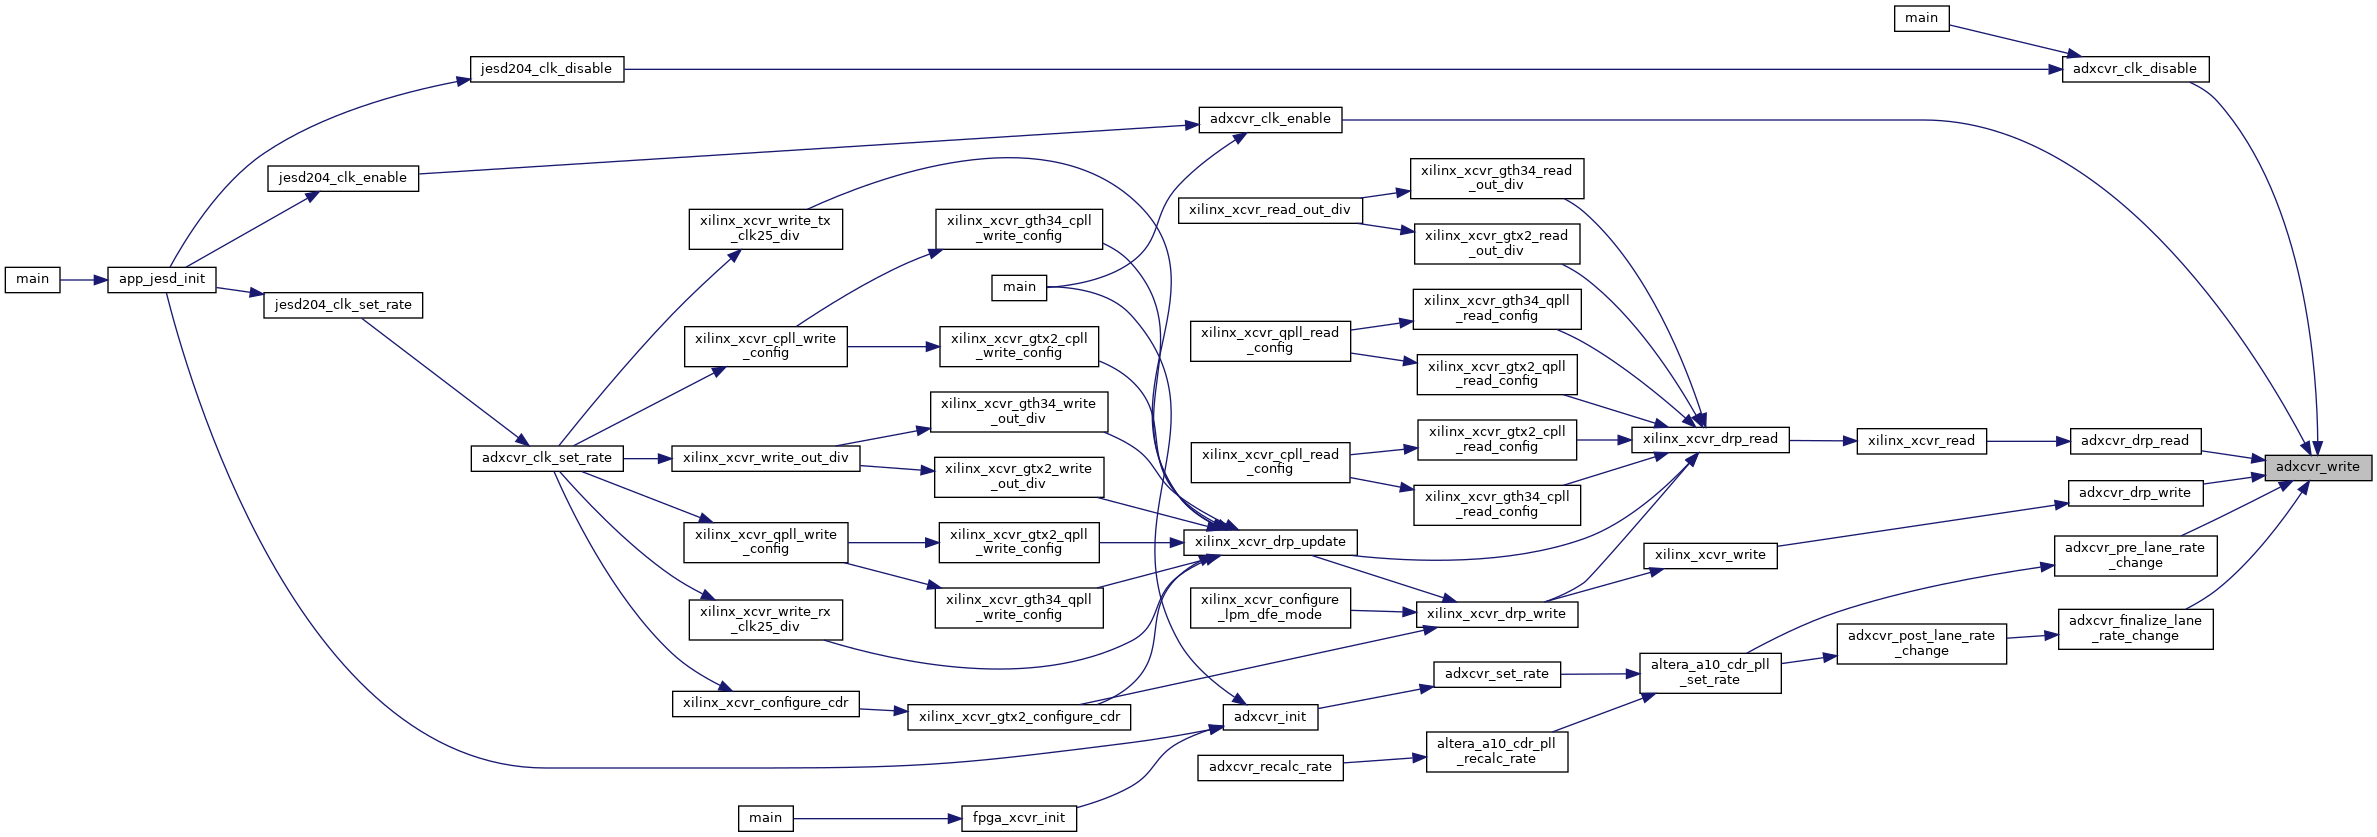 main
jesd204_clk_disable
adxcvr_clk_disable
adxcvr_clk_enable
jesd204_clk_enable
xilinx_xcvr_gth34_read
_out_div
xilinx_xcvr_read_out_div
xilinx_xcvr_write_tx
_clk25_div
xilinx_xcvr_gth34_cpll
_write_config
xilinx_xcvr_gtx2_read
_out_div
main
app_jesd_init
main
jesd204_clk_set_rate
xilinx_xcvr_gth34_qpll
_read_config
xilinx_xcvr_qpll_read
_config
xilinx_xcvr_cpll_write
_config
xilinx_xcvr_gtx2_cpll
_write_config
xilinx_xcvr_gtx2_qpll
_read_config
xilinx_xcvr_gth34_write
_out_div
xilinx_xcvr_gtx2_cpll
_read_config
xilinx_xcvr_drp_read
xilinx_xcvr_read
adxcvr_drp_read
adxcvr_clk_set_rate
xilinx_xcvr_write_out_div
xilinx_xcvr_cpll_read
_config
adxcvr_write
xilinx_xcvr_gtx2_write
_out_div
xilinx_xcvr_gth34_cpll
_read_config
adxcvr_drp_write
xilinx_xcvr_qpll_write
_config
xilinx_xcvr_gtx2_qpll
_write_config
xilinx_xcvr_drp_update
xilinx_xcvr_write
adxcvr_pre_lane_rate
_change
xilinx_xcvr_write_rx
_clk25_div
xilinx_xcvr_gth34_qpll
_write_config
xilinx_xcvr_configure
_lpm_dfe_mode
xilinx_xcvr_drp_write
adxcvr_finalize_lane
_rate_change
adxcvr_post_lane_rate
_change
altera_a10_cdr_pll
_set_rate
adxcvr_set_rate
xilinx_xcvr_configure_cdr
xilinx_xcvr_gtx2_configure_cdr
adxcvr_init
altera_a10_cdr_pll
_recalc_rate
adxcvr_recalc_rate
main
fpga_xcvr_init